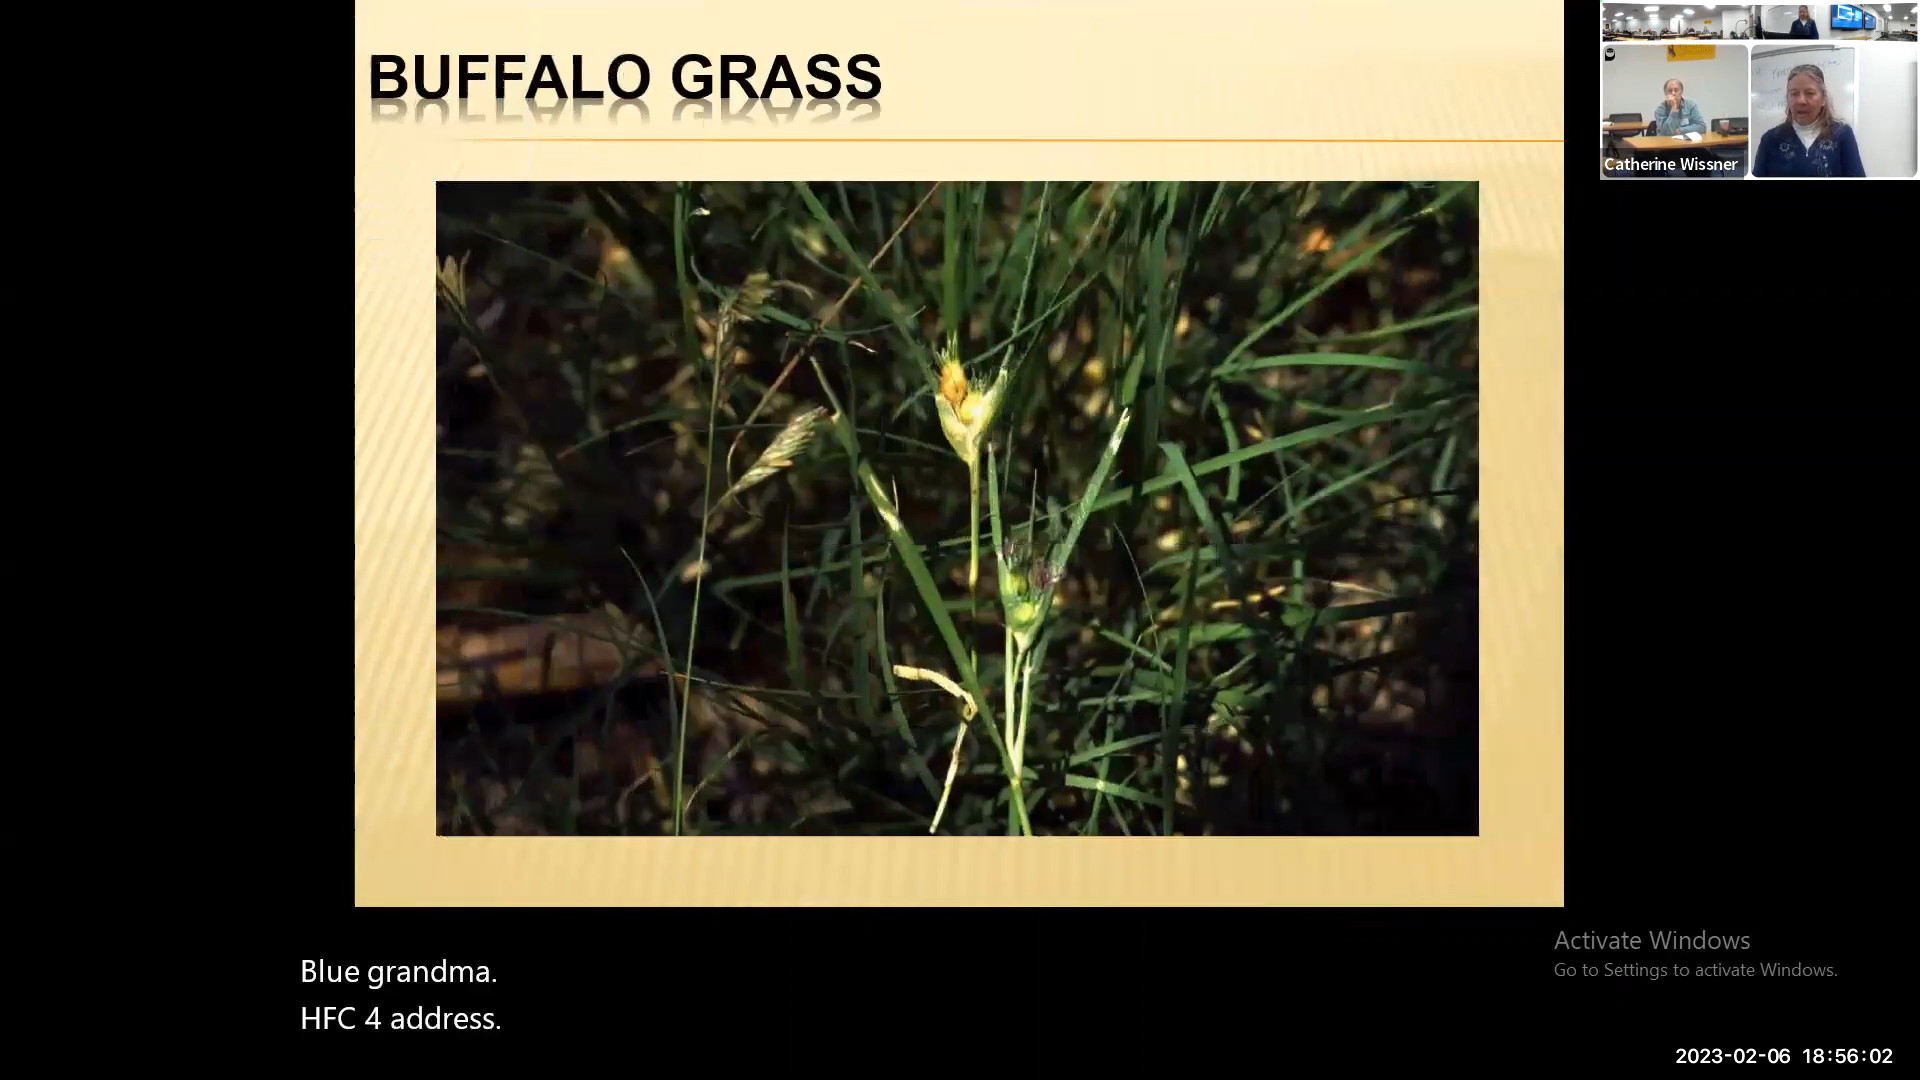 BUFFALO GRASS
Catherine Wissner
Blue grandma.
HFC 4 address.
Activate Windows
Go to Settings to activate Windows.
2023-02-06 18:56:02